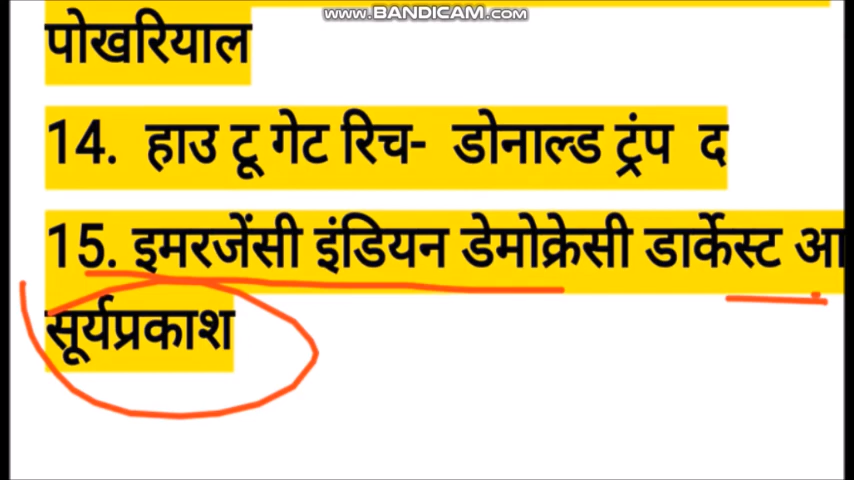 www.BANDICAM.com
पोखरियाल
14. हाउ टू गेट रिच- डोनाल्ड ट्रंप द
15. इमरजेंसी इंडियन डेमोक्रेसी डार्केस्ट आ
सूर्यप्रकाश